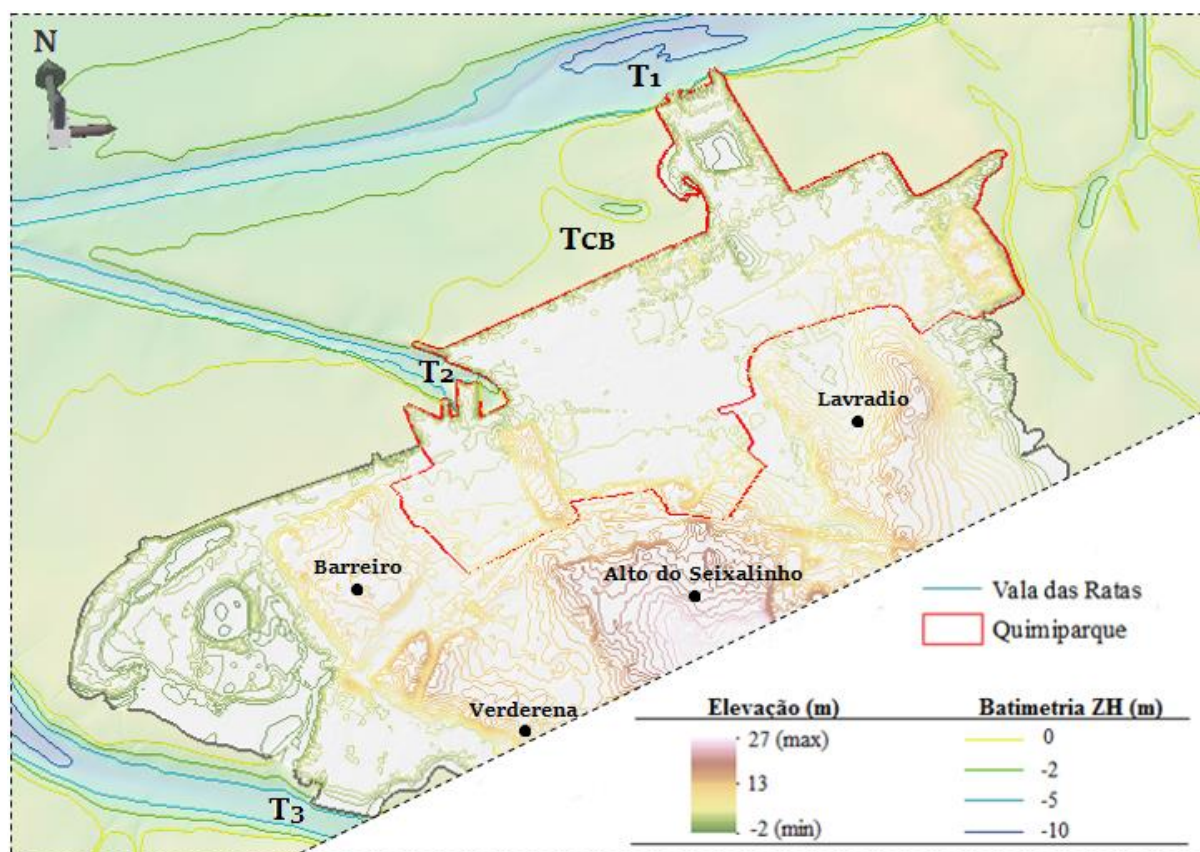 N
T1
TCB
T2
Lavradio
Barreiro
Alto do Seixalinho
Verderena
T3
Vala das Ratas
Quimiparque
Elevação (m)
27 (max)
13
-2 (min)
Batimetria ZH (m)
0
-2
-5
-10